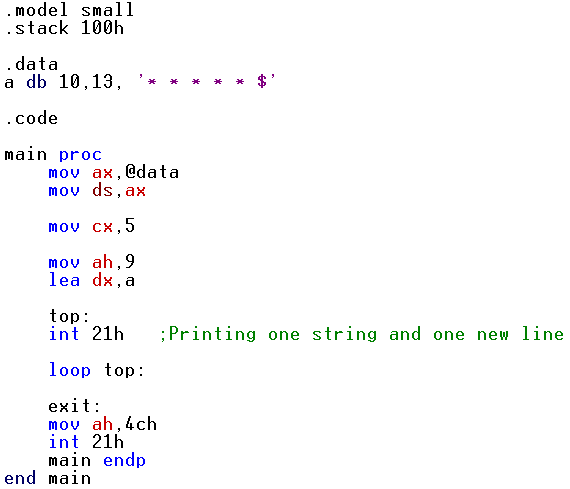 .model small
.stack 100h
.data
a db 10,13, '* * * * * $'
.code
main proc
mov ax,@data
mov ds,ax
mov cx,5
mov ah,9
lea dx,a
top:
int 21h ;Printing one string and one new line
loop top:
exit:
mov ah,4ch
int 21h
main endp
end main